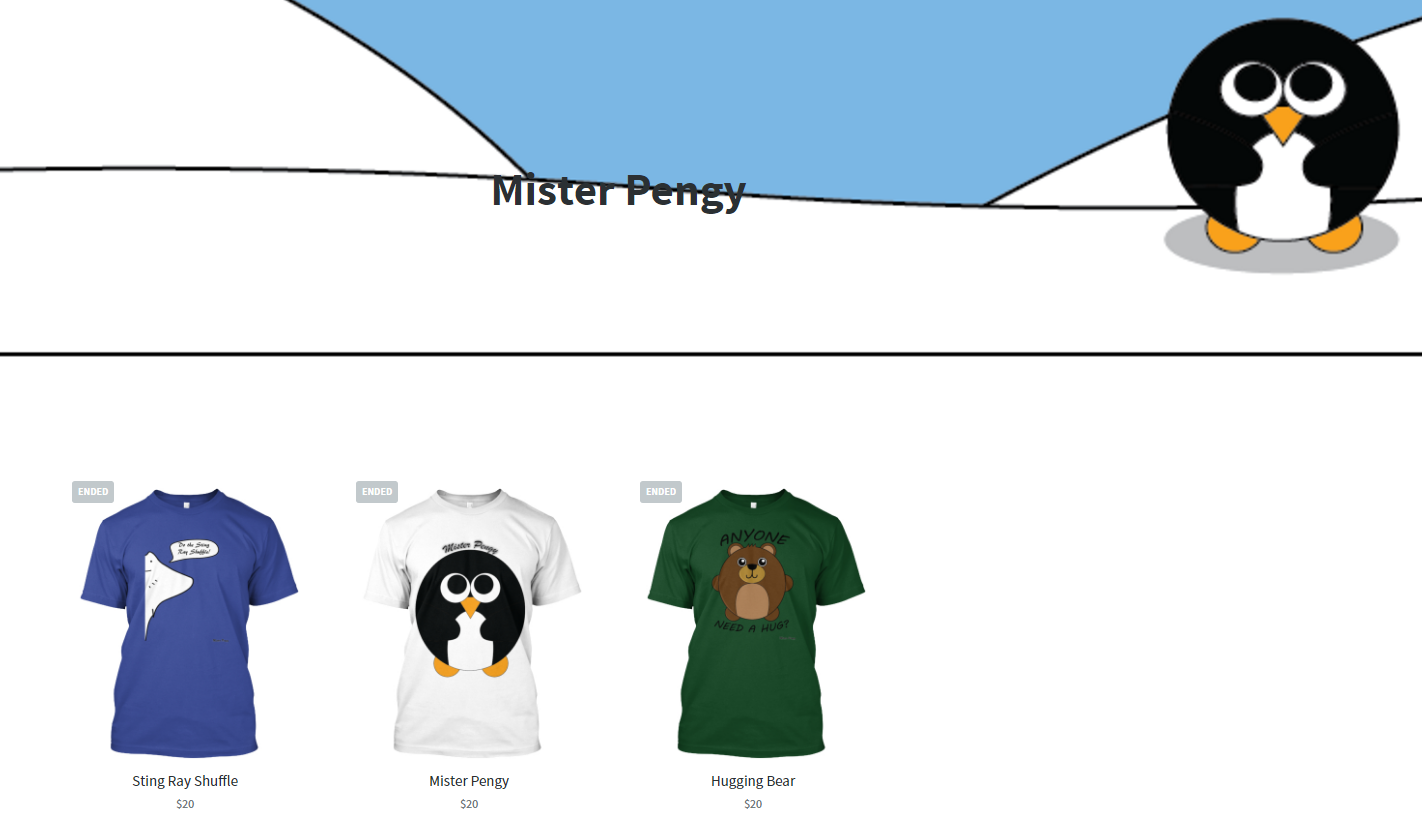 Mister Pengy
ENDED
ENDED
ENDED
Do the Sting
Ray Shuffle!
Mister Pengy
ANYONE
NEED A HUG?
Sting Ray Shuffle
Mister Pengy
Hugging Bear
$20
$20
$20